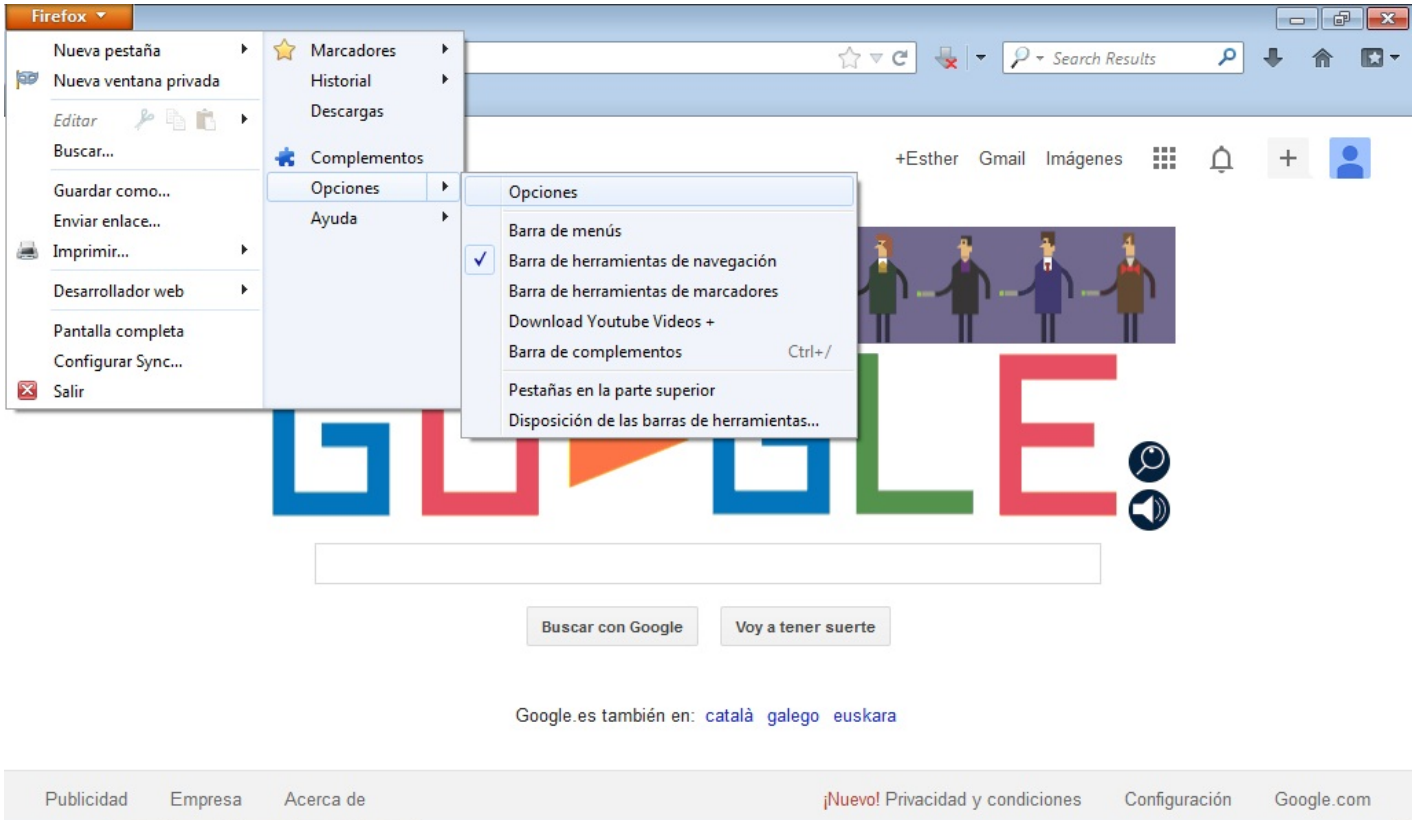 Firefox
Nueva pestaña
Nueva ventana privada
Editar
Buscar...
Guardar como...
Enviar enlace...
Imprimir...
Desarrollador web
Pantalla completa
Configurar Sync...
Salir
Marcadores
Historial
Descargas
Complementos
Opciones
Ayuda
Opciones
Barra de menús
Barra de herramientas de navegación
Barra de herramientas de marcadores
Download Youtube Videos +
Barra de complementos Ctrl+/
Pestañas en la parte superior
Disposición de las barras de herramientas...
Search Results
+Esther Gmail Imágenes
GOOGLE
Buscar con Google Voy a tener suerte
Google.es también en: català galego euskara
Publicidad Empresa Acerca de ¡Nuevo! Privacidad y condiciones Configuración Google.com